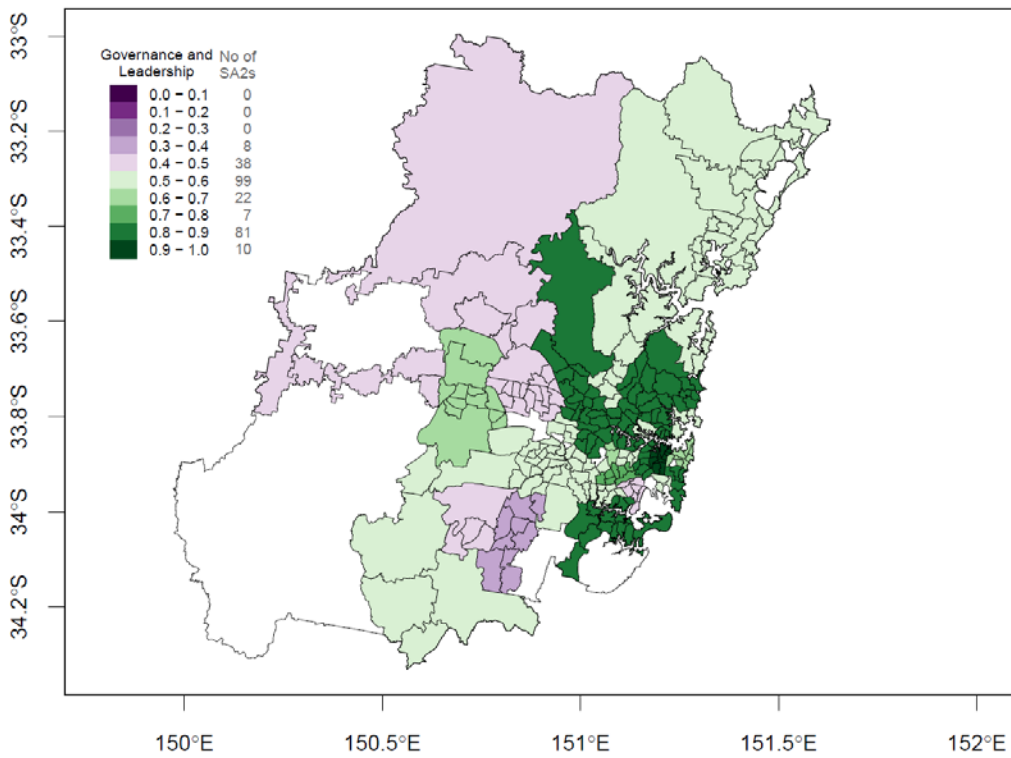 Governance and Leadership No of SA2s
0.0 – 0.1 0
0.1 – 0.2 0
0.2 – 0.3 0
0.3 – 0.4 8
0.4 – 0.5 38
0.5 – 0.6 99
0.6 – 0.7 22
0.7 – 0.8 7
0.8 – 0.9 81
0.9 – 1.0 10
33°S
33.2°S
33.4°S
33.6°S
33.8°S
34°S
34.2°S
150°E 150.5°E 151°E 151.5°E 152°E